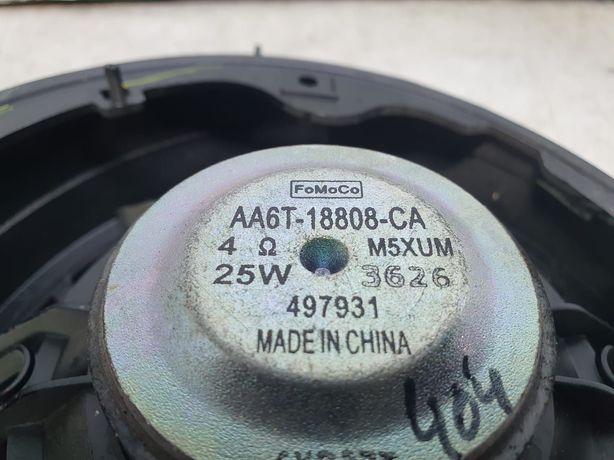 FoMoCo
AA6T-18808-CA
4 Ω M5XUM
25W 3626
497931
MADE IN CHINA
404